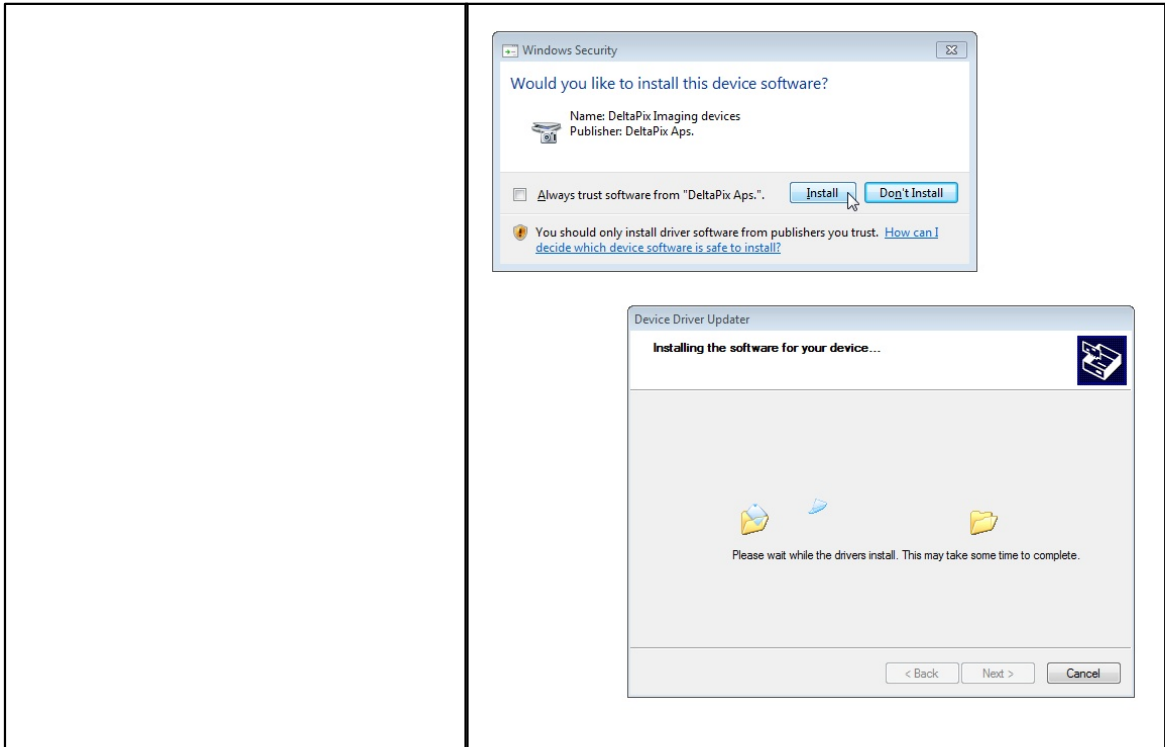 Windows Security
Would you like to install this device software?
Name: DeltaPix Imaging devices
Publisher: DeltaPix Aps.
Always trust software from "DeltaPix Aps.".
Install
Don't Install
You should only install driver software from publishers you trust. How can I
decide which device software is safe to install?
Device Driver Updater
Installing the software for your device...
Please wait while the drivers install. This may take some time to complete.
< Back
Next >
Cancel